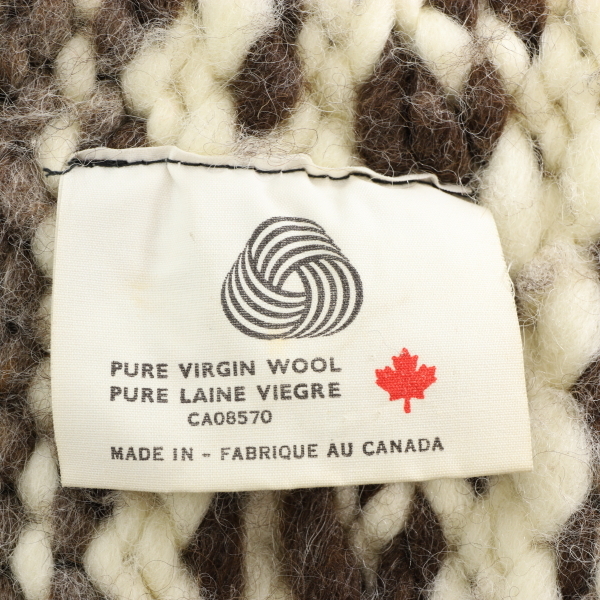 PURE VIRGIN WOOL
PURE LAINE VIEGRE
CA08570
MADE IN - FABRIQUE AU CANADA